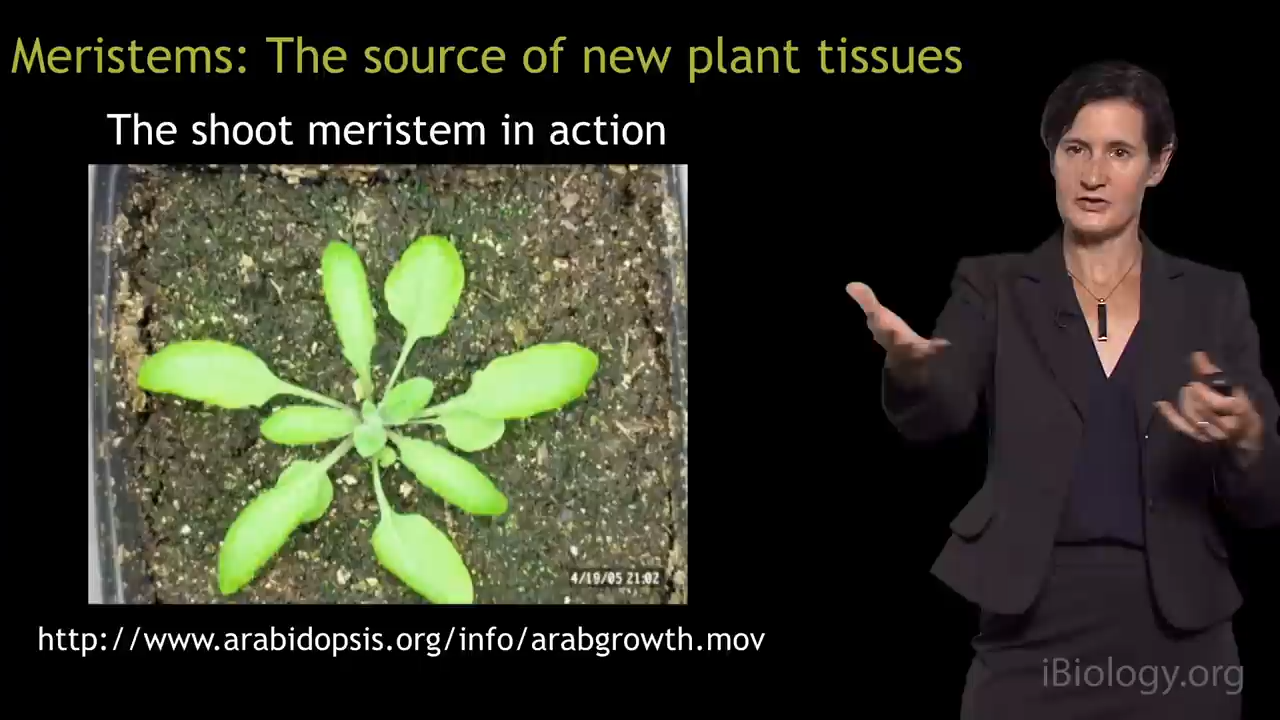 Meristems: The source of new plant tissues
The shoot meristem in action
4/19/05 21:02
http://www.arabidopsis.org/info/arabgrowth.mov
iBiology.org